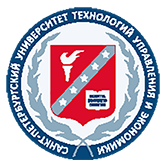 САНКТ-ПЕТЕРБУРГСКИЙ УНИВЕРСИТЕТ ТЕХНОЛОГИЙ УПРАВЛЕНИЯ И ЭКОНОМИКИ